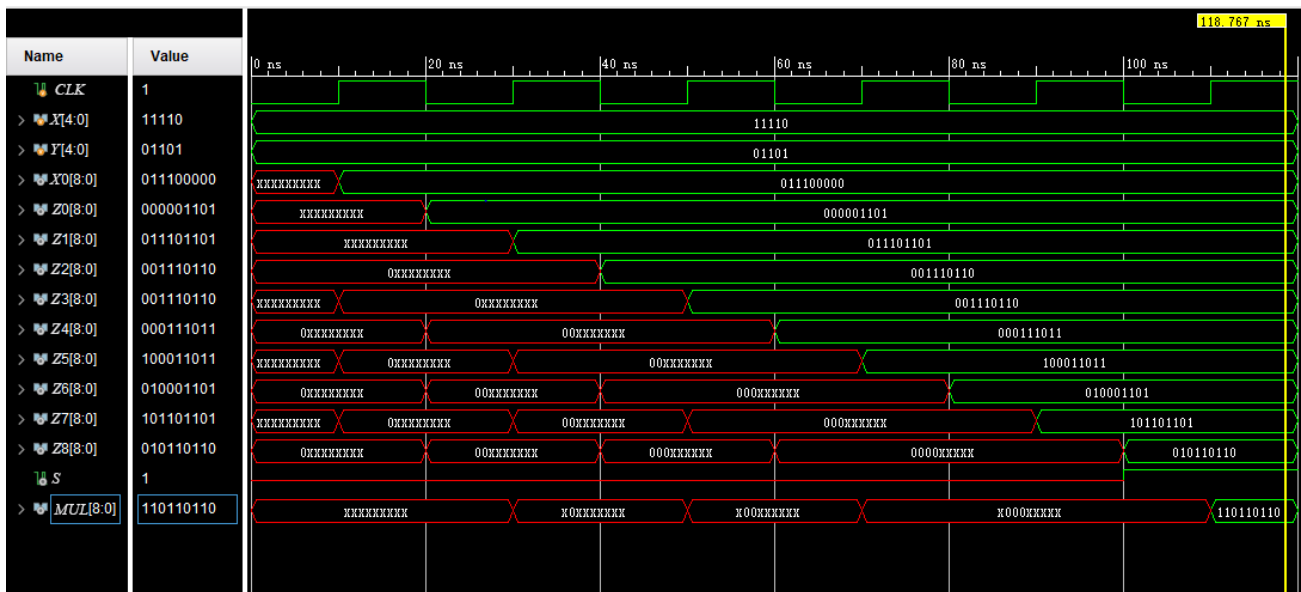 118.767 ns
Name Value
0 ns 20 ns 40 ns 60 ns 80 ns 100 ns
CLK 1
X[4:0] 11110 11110
Y[4:0] 01101 01101
X0[8:0] 011100000 XXXXXXXXX 011100000
Z0[8:0] 000001101 XXXXXXXXX 000001101
Z1[8:0] 011101101 XXXXXXXXX 011101101
Z2[8:0] 001110110 0XXXXXXXX 001110110
Z3[8:0] 001110110 XXXXXXXXX 0XXXXXXXX 001110110
Z4[8:0] 000111011 0XXXXXXXX 00XXXXXXX 000111011
Z5[8:0] 100011011 XXXXXXXXX 0XXXXXXXX 00XXXXXXX 100011011
Z6[8:0] 010001101 0XXXXXXXX 00XXXXXXX 000XXXXXX 010001101
Z7[8:0] 101101101 XXXXXXXXX 0XXXXXXXX 00XXXXXXX 000XXXXXX 101101101
Z8[8:0] 010110110 0XXXXXXXX 00XXXXXXX 000XXXXXX 0000XXXXX 010110110
S 1
MUL[8:0] 110110110 XXXXXXXXX X0XXXXXXX X00XXXXXX X000XXXXX 110110110